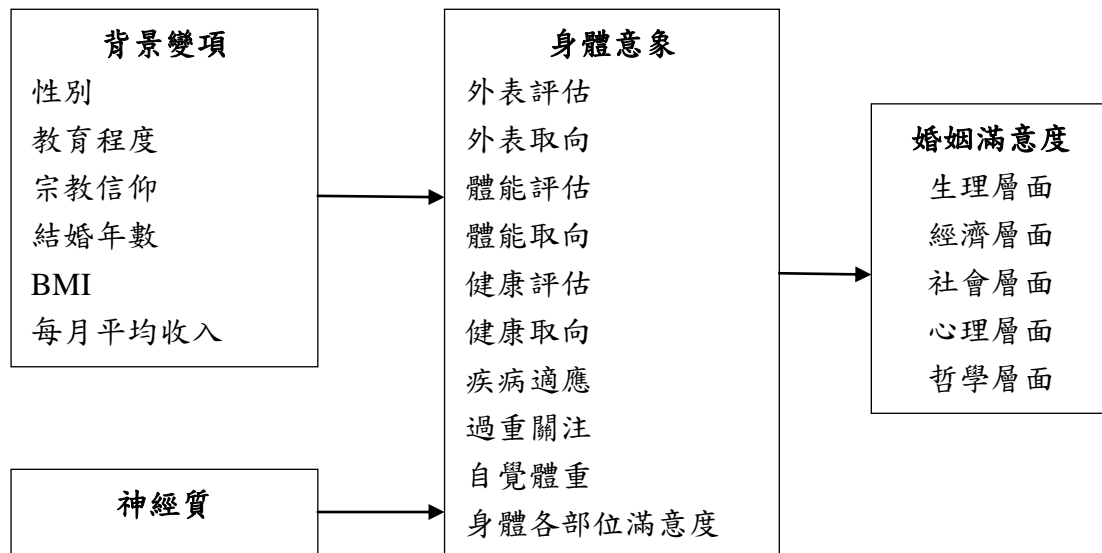 背景變項
性別
教育程度
宗教信仰
結婚年數
BMI
每月平均收入
神經質
身體意象
外表評估
外表取向
體能評估
體能取向
健康評估
健康取向
疾病適應
過重關注
自覺體重
身體各部位滿意度
婚姻滿意度
生理層面
經濟層面
社會層面
心理層面
哲學層面